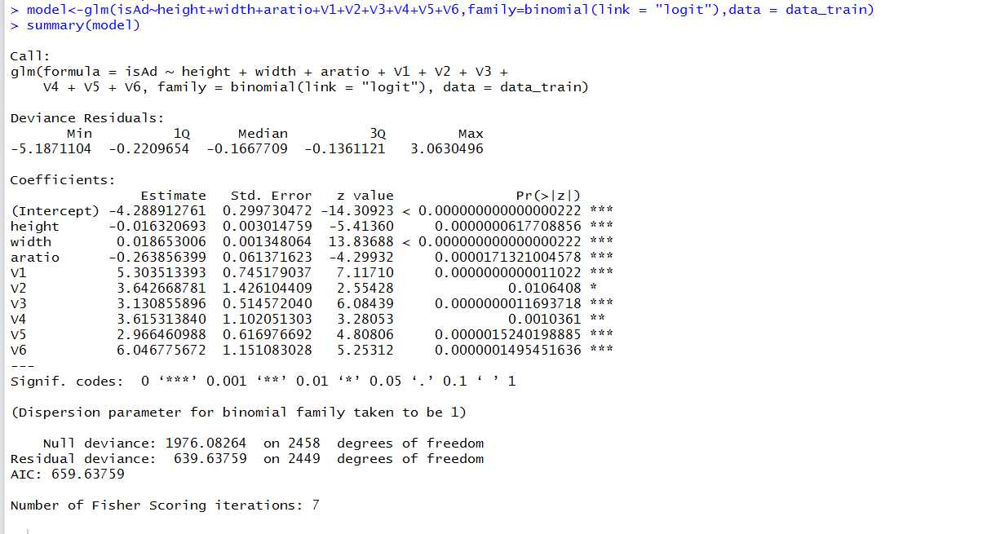 > model<-glm(isAd~height+width+aratio+V1+V2+V3+V4+V5+V6,family=binomial(link = "logit"),data = data_train)
> summary(model)
Call:
glm(formula = isAd ~ height + width + aratio + V1 + V2 + V3 +
    V4 + V5 + V6, family = binomial(link = "logit"), data = data_train)
Deviance Residuals:
       Min          1Q      Median          3Q         Max
-5.1871104  -0.2209654  -0.1667709  -0.1361121   3.0630496
Coefficients:
                Estimate   Std. Error   z value               Pr(>|z|)
(Intercept) -4.288912761  0.299730472 -14.30923 < 0.000000000000000222 ***
height      -0.016320693  0.003014759  -5.41360     0.0000000617708856 ***
width        0.018653006  0.001348064  13.83688 < 0.000000000000000222 ***
aratio      -0.263856399  0.061371623  -4.29932     0.0000171321004578 ***
V1           5.303513393  0.745179037   7.11710     0.0000000000011022 ***
V2           3.642668781  1.426104409   2.55428              0.0106408 *
V3           3.130855896  0.514572040   6.08439     0.0000000011693718 ***
V4           3.615313840  1.102051303   3.28053              0.0010361 **
V5           2.966460988  0.616976692   4.80806     0.0000015240198885 ***
V6           6.046775672  1.151083028   5.25312     0.0000001495451636 ***
---
Signif. codes:  0 ‘***’ 0.001 ‘**’ 0.01 ‘*’ 0.05 ‘.’ 0.1 ‘ ’ 1
(Dispersion parameter for binomial family taken to be 1)
    Null deviance: 1976.08264  on 2458  degrees of freedom
Residual deviance:  639.63759  on 2449  degrees of freedom
AIC: 659.63759
Number of Fisher Scoring iterations: 7